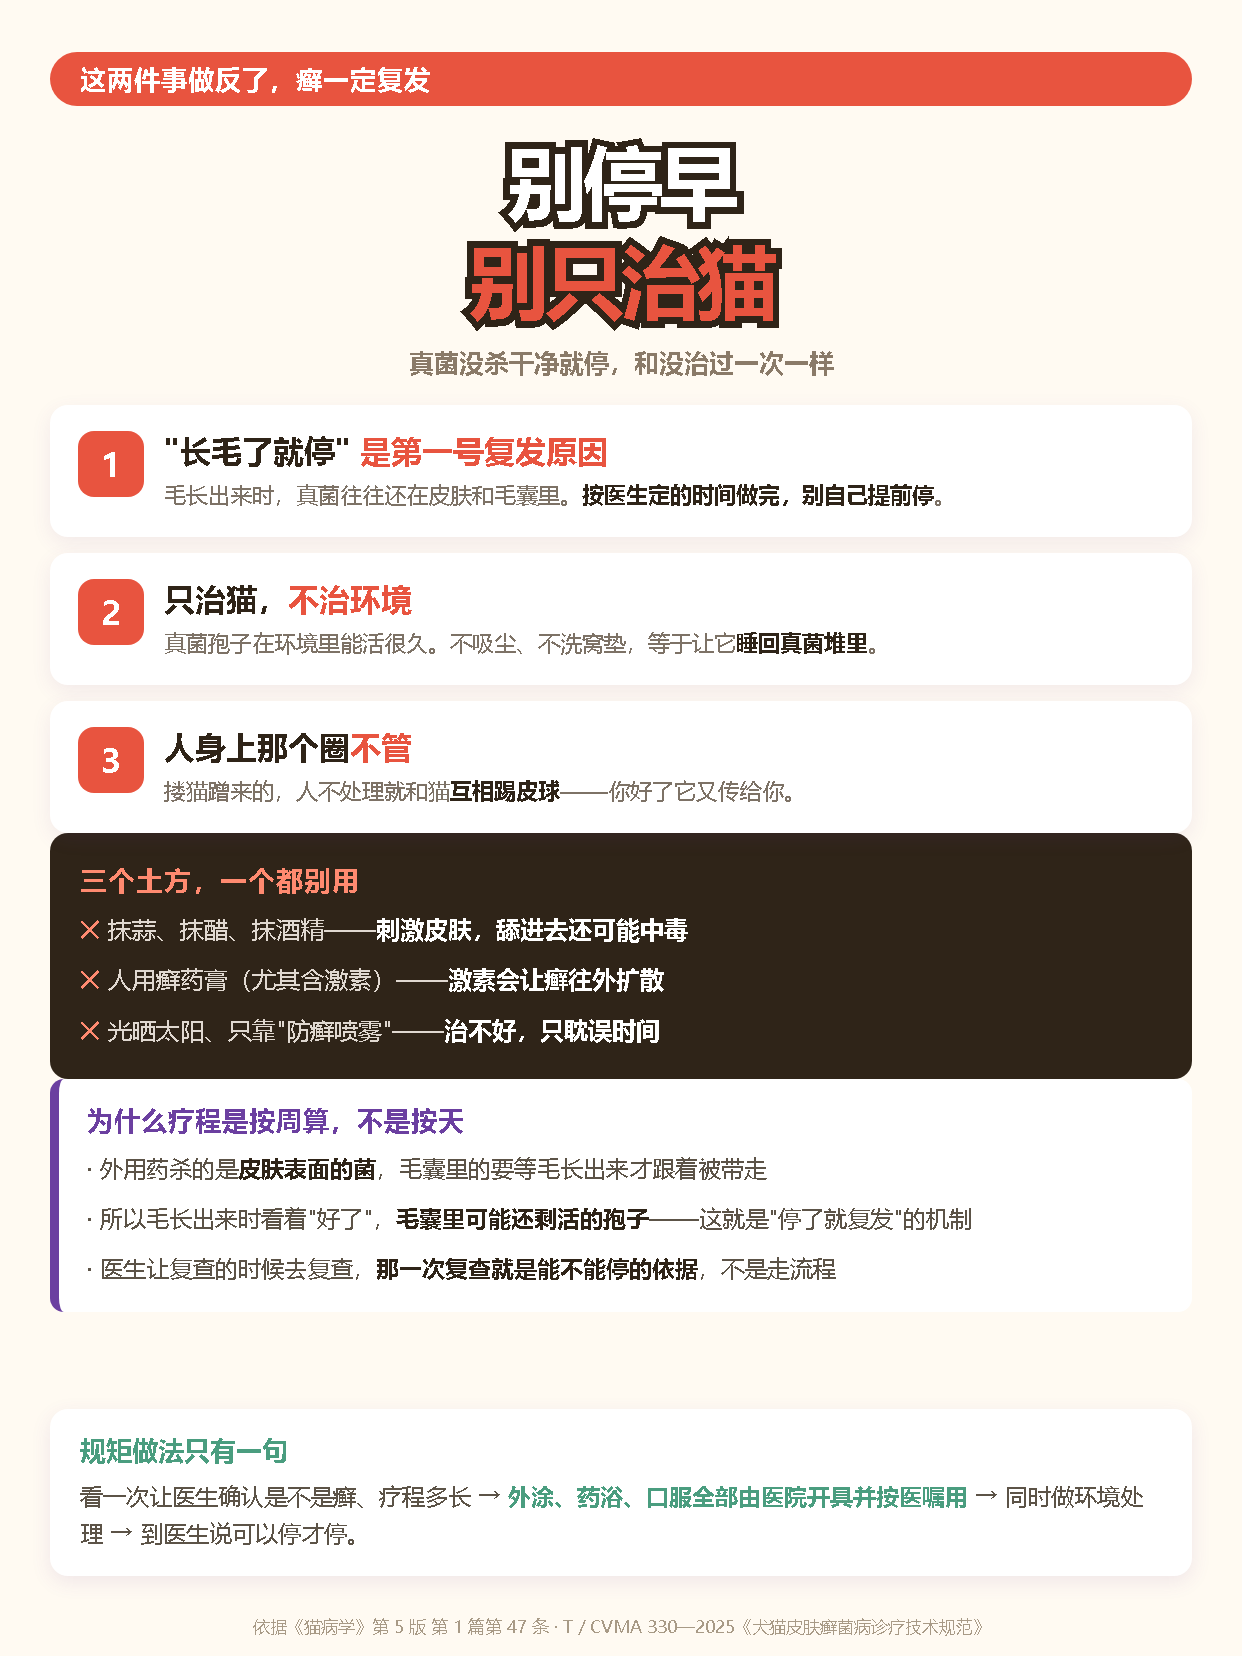 这两件事做反了，癣一定复发
别停早
别只治猫
真菌没杀干净就停，和没治过一次一样
1
"长毛了就停" 是第一号复发原因
毛长出来时，真菌往往还在皮肤和毛囊里。按医生定的时间做完，别自己提前停。
2
只治猫，不治环境
真菌孢子在环境里能活很久。不吸尘、不洗窝垫，等于让它睡回真菌堆里。
3
人身上那个圈不管
搂猫蹭来的，人不处理就和猫互相踢皮球——你好了它又传给你。
三个土方，一个都别用
× 抹蒜、抹醋、抹酒精——刺激皮肤，舔进去还可能中毒
× 人用癣药膏（尤其含激素）——激素会让癣往外扩散
× 光晒太阳、只靠"防癣喷雾"——治不好，只耽误时间
为什么疗程是按周算，不是按天
· 外用药杀的是皮肤表面的菌，毛囊里的要等毛长出来才跟着被带走
· 所以毛长出来时看着"好了"，毛囊里可能还剩活的孢子——这就是"停了就复发"的机制
· 医生让复查的时候去复查，那一次复查就是能不能停的依据，不是走流程
规矩做法只有一句
看一次让医生确认是不是癣、疗程多长 → 外涂、药浴、口服全部由医院开具并按医嘱用 → 同时做环境处
理 → 到医生说可以停才停。
依据《猫病学》第 5 版 第 1 篇第 47 条 · T / CVMA 330—2025《犬猫皮肤癣菌病诊疗技术规范》